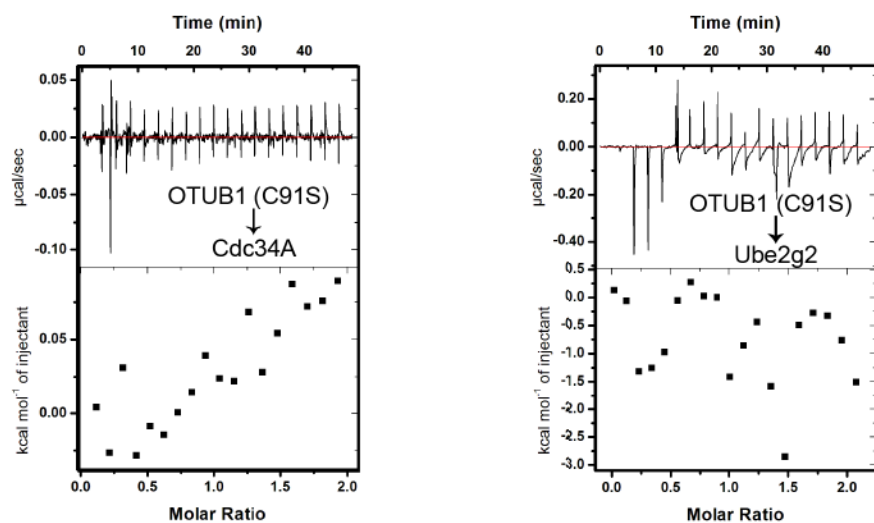 Time (min)
0 10 20 30 40
0.05
0.00
-0.05
-0.10
µcal/sec
OTUB1 (C91S)
Cdc34A
0.05
0.00
kcal mol⁻¹ of injectant
0.0 0.5 1.0 1.5 2.0
Molar Ratio
Time (min)
0 10 20 30 40
0.20
0.00
-0.20
-0.40
µcal/sec
OTUB1 (C91S)
Ube2g2
0.5
0.0
-0.5
-1.0
-1.5
-2.0
-2.5
-3.0
kcal mol⁻¹ of injectant
0.0 0.5 1.0 1.5 2.0
Molar Ratio